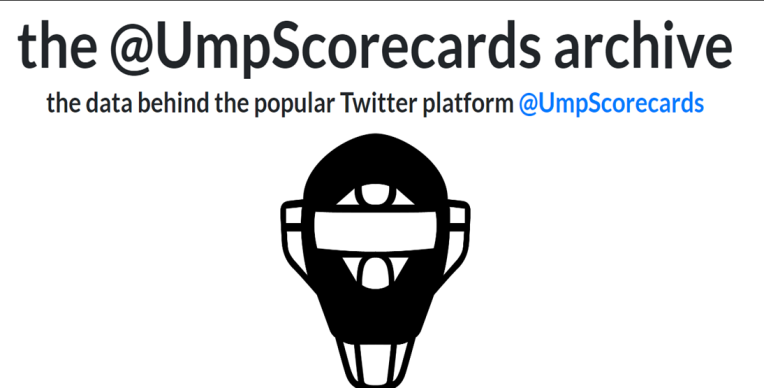 the @UmpScorecards archive
the data behind the popular Twitter platform @UmpScorecards